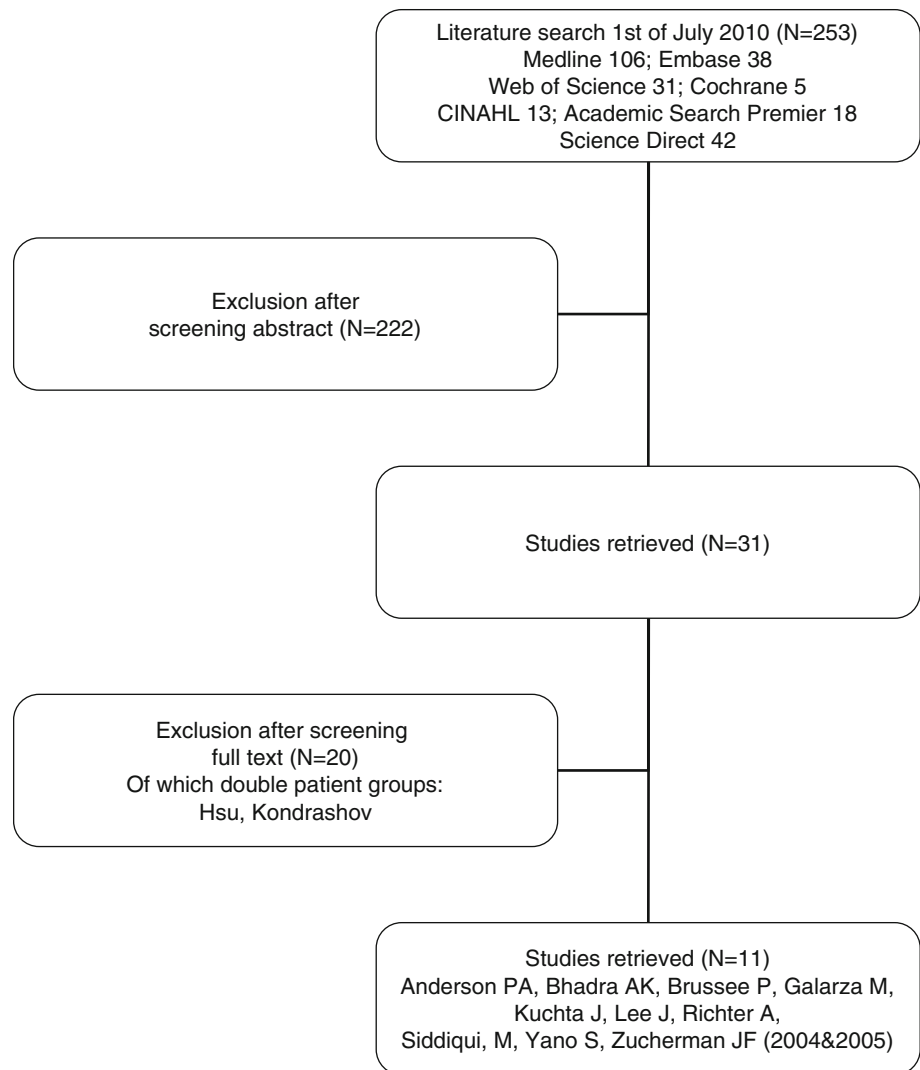 Literature search 1st of July 2010 (N=253)
Medline 106; Embase 38
Web of Science 31; Cochrane 5
CINAHL 13; Academic Search Premier 18
Science Direct 42
Exclusion after
screening abstract (N=222)
Studies retrieved (N=31)
Exclusion after screening
full text (N=20)
Of which double patient groups:
Hsu, Kondrashov
Studies retrieved (N=11)
Anderson PA, Bhadra AK, Brussee P, Galarza M,
Kuchta J, Lee J, Richter A,
Siddiqui, M, Yano S, Zucherman JF (2004&2005)